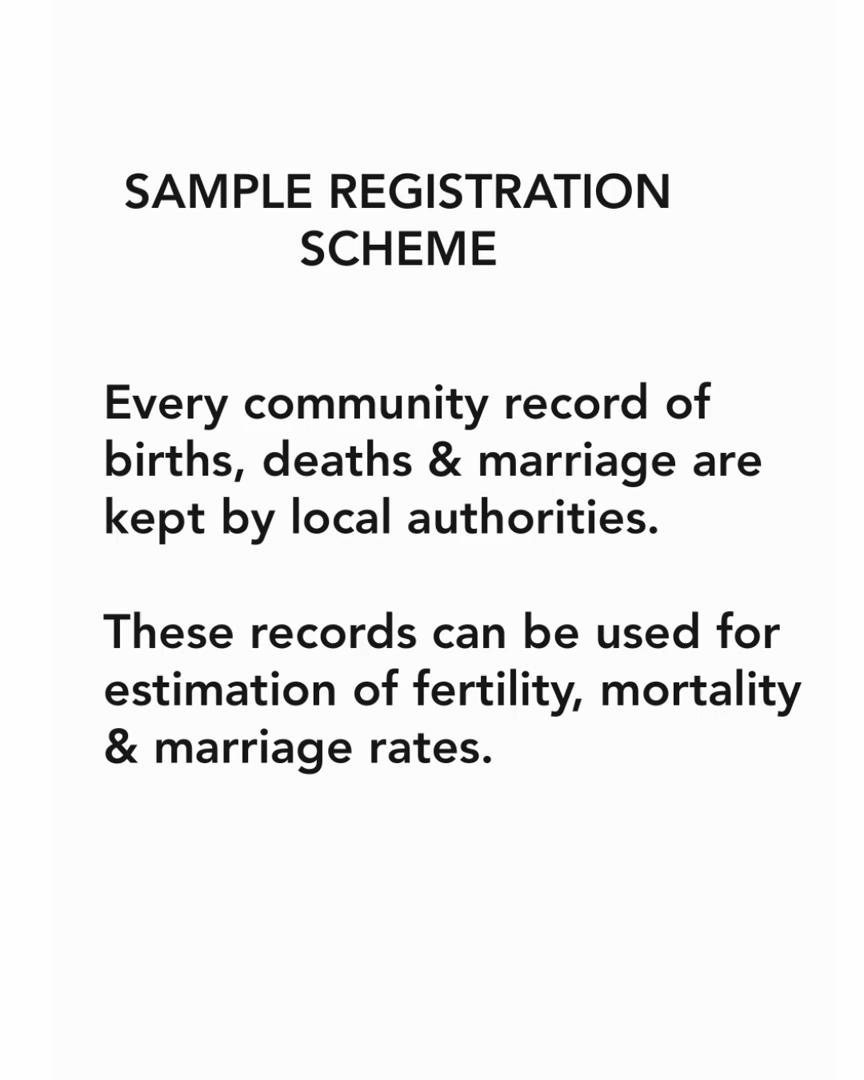 SAMPLE REGISTRATION
SCHEME
Every community record of
births, deaths & marriage are
kept by local authorities.
These records can be used for
estimation of fertility, mortality
& marriage rates.